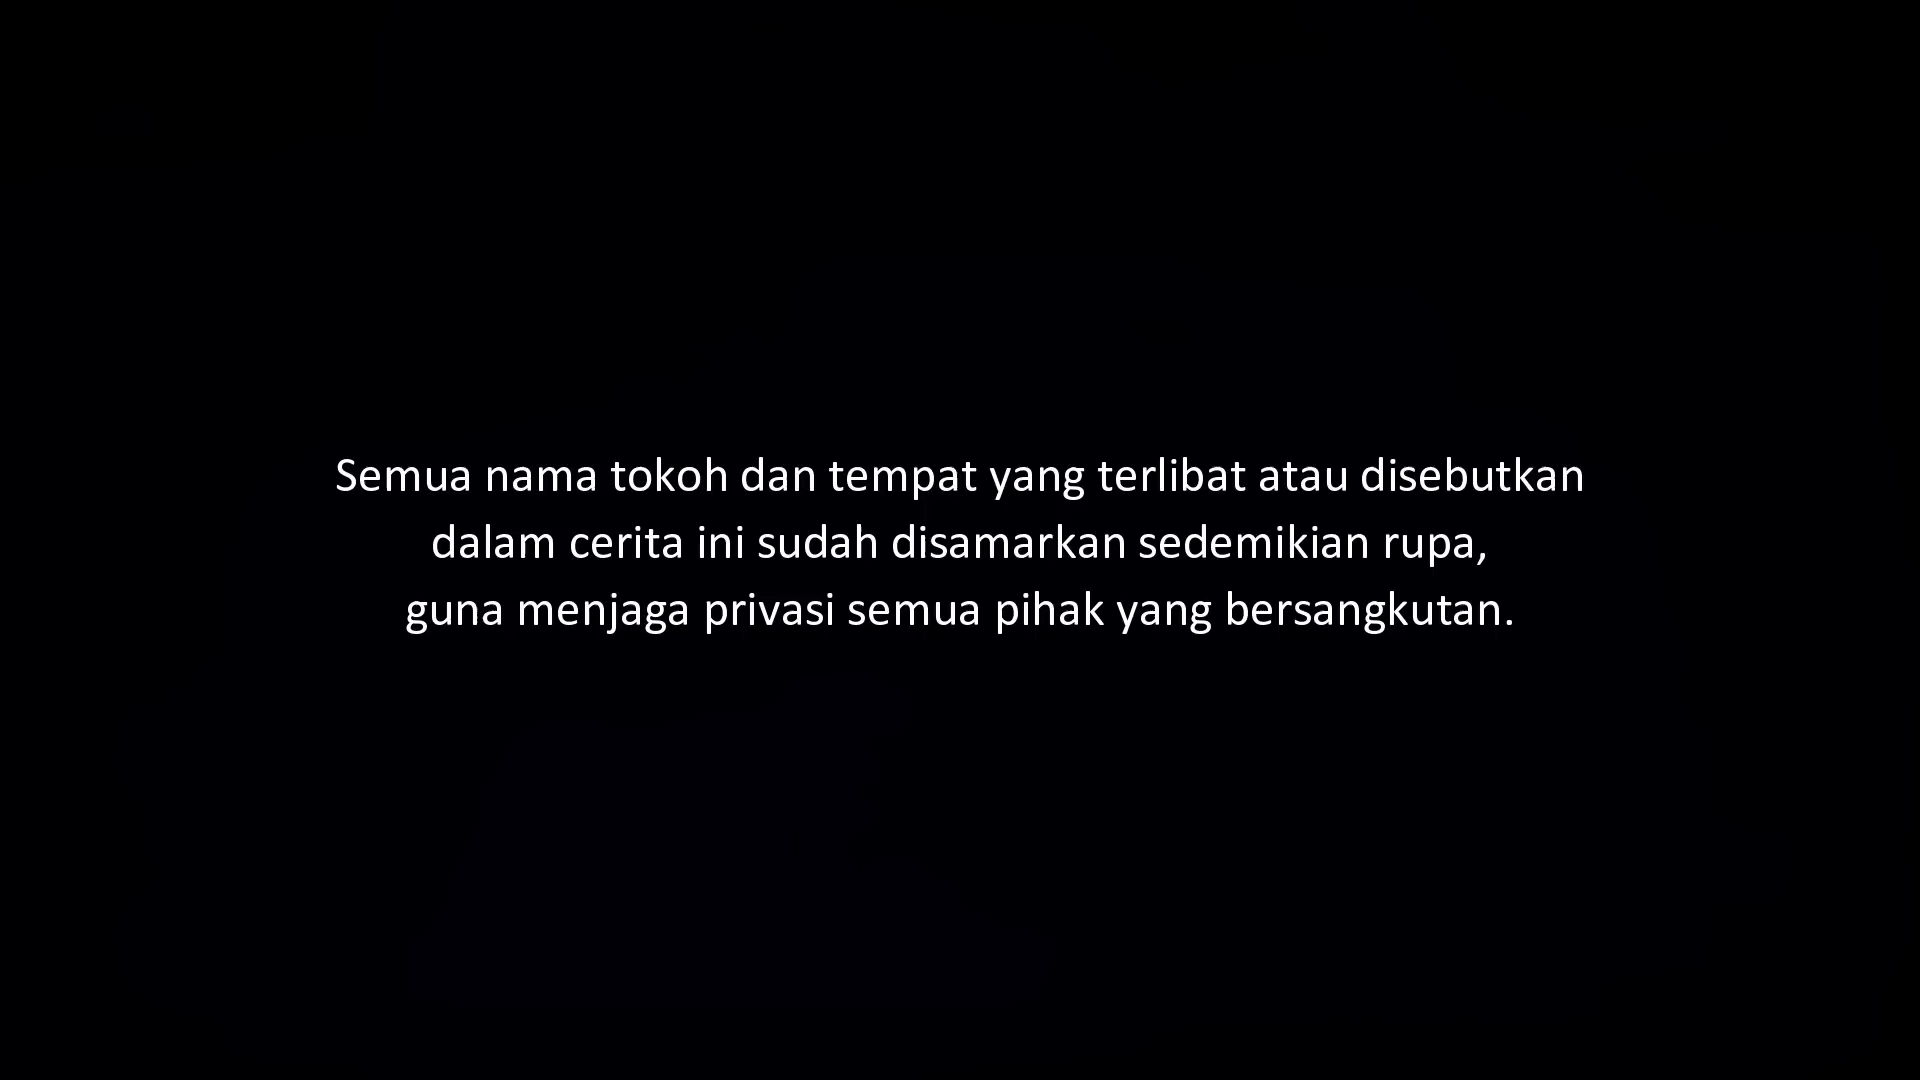 Semua nama tokoh dan tempat yang terlibat atau disebutkan
dalam cerita ini sudah disamarkan sedemikian rupa,
guna menjaga privasi semua pihak yang bersangkutan.